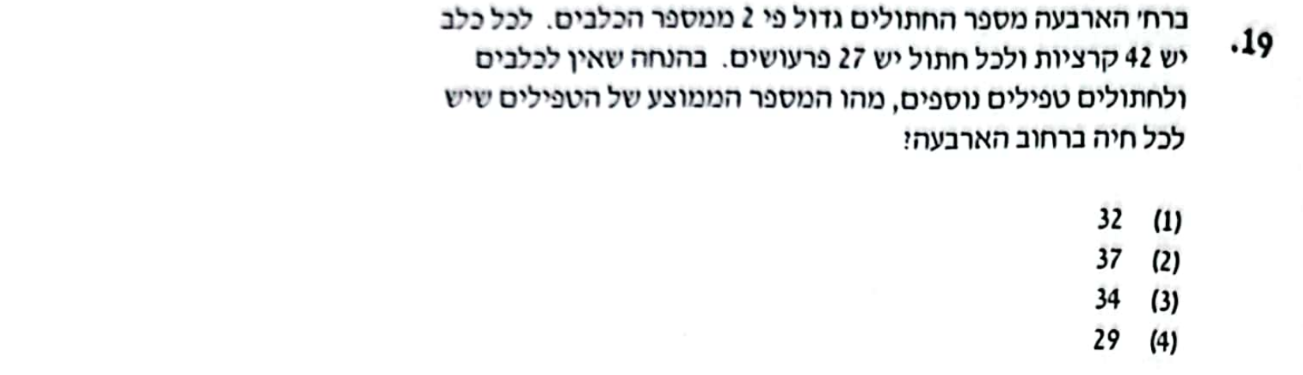 19. ברח' הארבעה מספר החתולים גדול פי 2 ממספר הכלבים. לכל כלב
יש 42 קרציות ולכל חתול יש 27 פרעושים. בהנחה שאין לכלבים
ולחתולים טפילים נוספים, מהו המספר הממוצע של הטפילים שיש
לכל חיה ברחוב הארבעה?
(1) 32
(2) 37
(3) 34
(4) 29